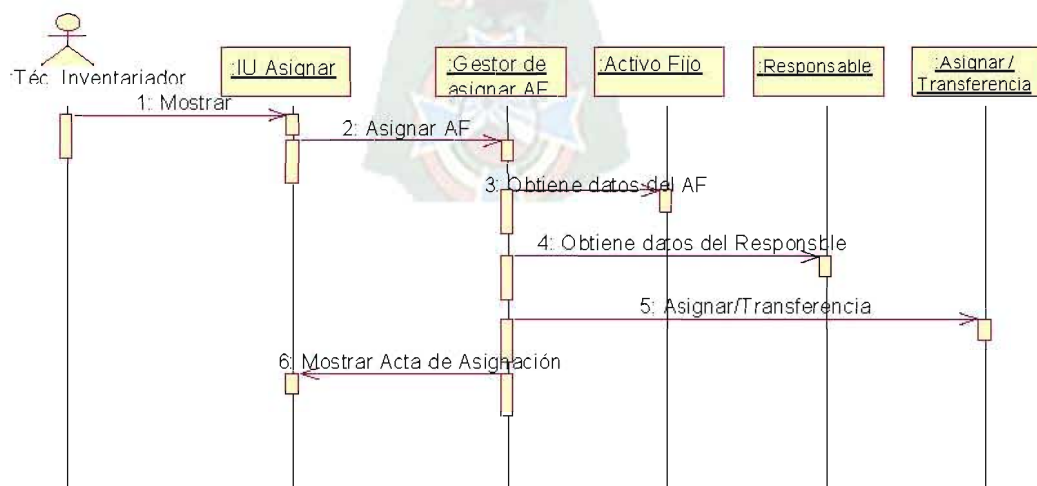 :Téc. Inventariador
:IU Asignar
:Gestor de
asignar AF
:Activo Fijo
:Responsable
:Asignar/
Transferencia
1: Mostrar
2: Asignar AF
3: Obtiene datos del AF
4: Obtiene datos del Responsble
5: Asignar/Transferencia
6: Mostrar Acta de Asignación